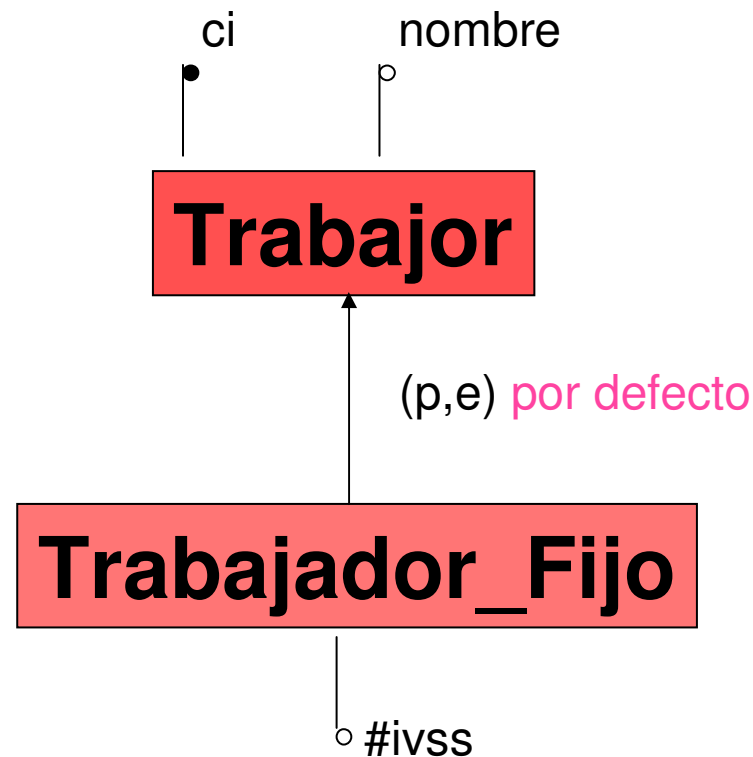 ci nombre
Trabajor
(p,e) por defecto
Trabajador_Fijo
#ivss